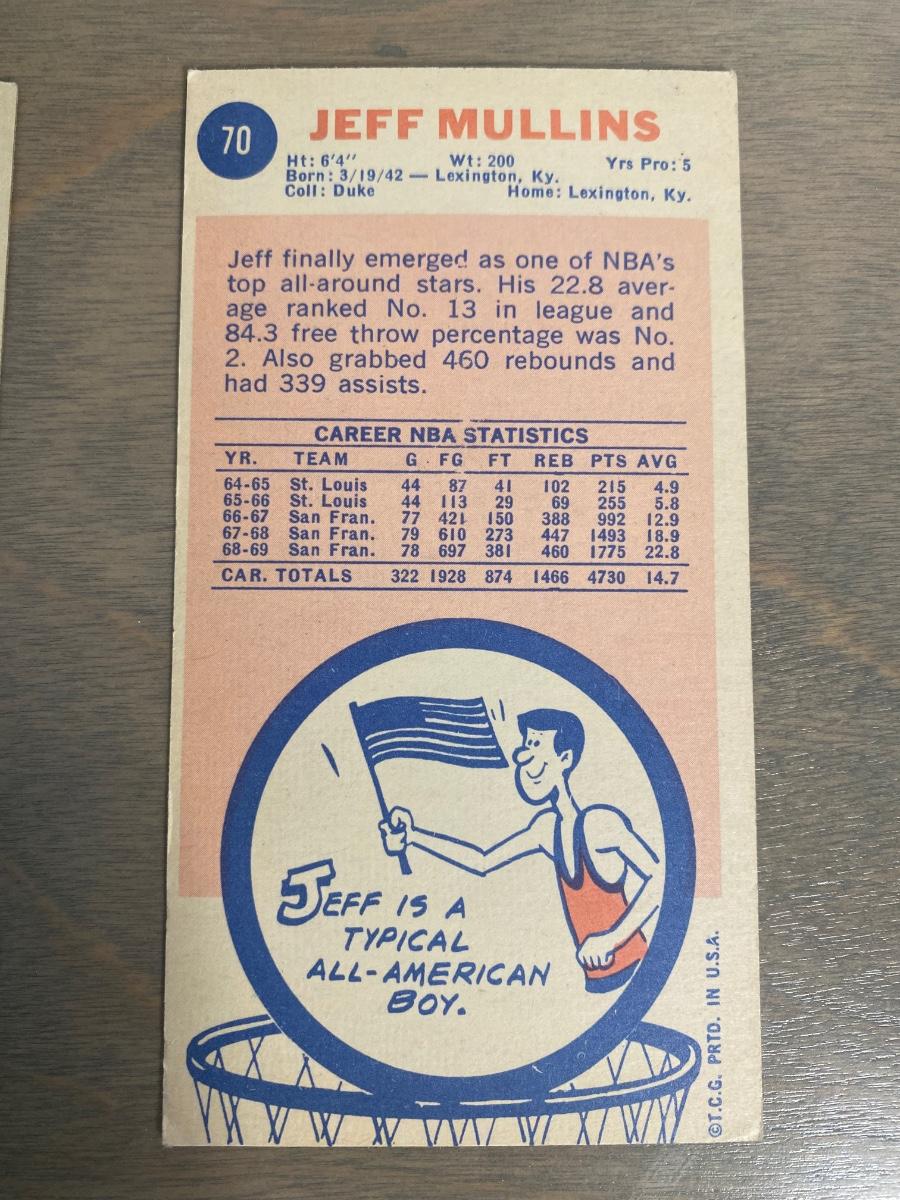 70
JEFF MULLINS
Ht: 6'4" Wt: 200 Yrs Pro: 5
Born: 3/19/42 — Lexington, Ky.
Coll: Duke Home: Lexington, Ky.
Jeff finally emerged as one of NBA's
top all-around stars. His 22.8 aver-
age ranked No. 13 in league and
84.3 free throw percentage was No.
2. Also grabbed 460 rebounds and
had 339 assists.
CAREER NBA STATISTICS
YR. TEAM G FG FT REB PTS AVG
64-65 St. Louis 44 87 41 102 215 4.9
65-66 St. Louis 44 113 29 69 255 5.8
66-67 San Fran. 77 421 150 388 992 12.9
67-68 San Fran. 79 610 273 447 1493 18.9
68-69 San Fran. 78 697 381 460 1775 22.8
CAR. TOTALS 322 1928 874 1466 4730 14.7
JEFF IS A
TYPICAL
ALL-AMERICAN
BOY.
©T.C.G. PRTD. IN U.S.A.